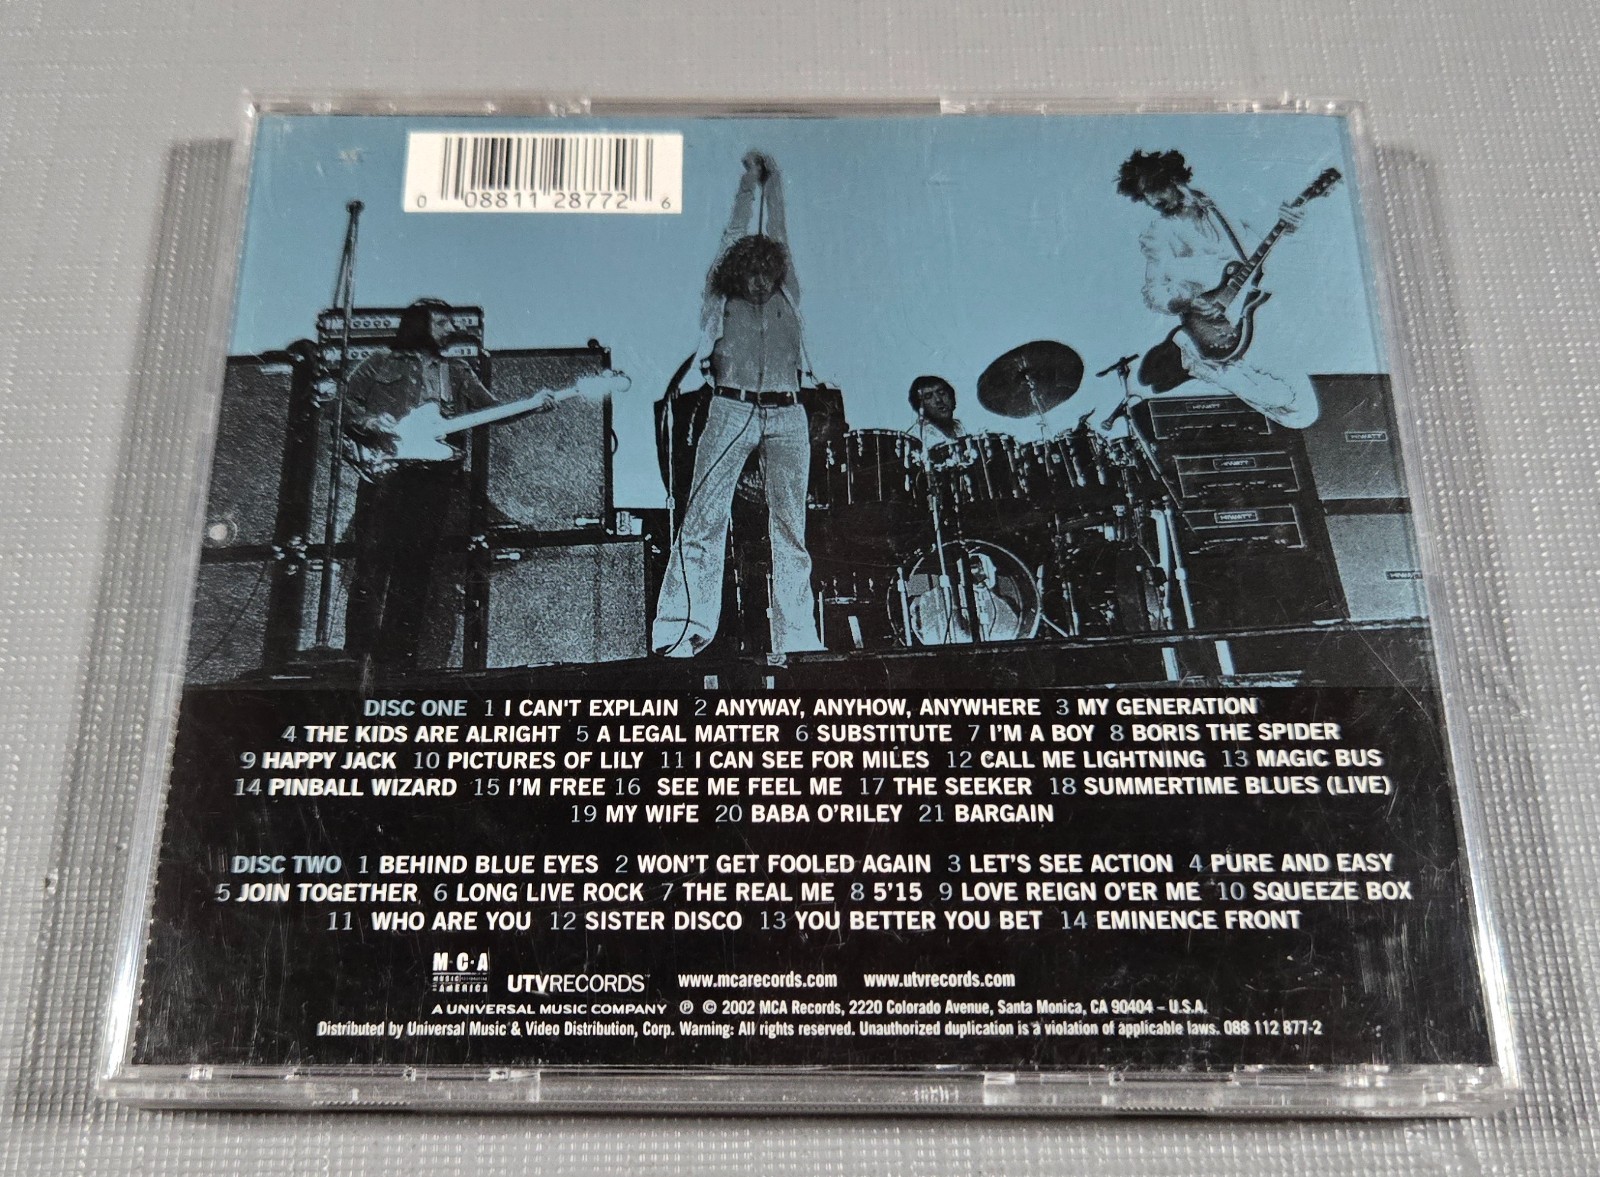 0 08811 28772 6
HIWATT
HIWATT
HIWATT
HIWATT
HIWATT
DISC ONE 1 I CAN'T EXPLAIN 2 ANYWAY, ANYHOW, ANYWHERE 3 MY GENERATION
4 THE KIDS ARE ALRIGHT 5 A LEGAL MATTER 6 SUBSTITUTE 7 I'M A BOY 8 BORIS THE SPIDER
9 HAPPY JACK 10 PICTURES OF LILY 11 I CAN SEE FOR MILES 12 CALL ME LIGHTNING 13 MAGIC BUS
14 PINBALL WIZARD 15 I'M FREE 16 SEE ME FEEL ME 17 THE SEEKER 18 SUMMERTIME BLUES (LIVE)
19 MY WIFE 20 BABA O'RILEY 21 BARGAIN
DISC TWO 1 BEHIND BLUE EYES 2 WON'T GET FOOLED AGAIN 3 LET'S SEE ACTION 4 PURE AND EASY
5 JOIN TOGETHER 6 LONG LIVE ROCK 7 THE REAL ME 8 5'15 9 LOVE REIGN O'ER ME 10 SQUEEZE BOX
11 WHO ARE YOU 12 SISTER DISCO 13 YOU BETTER YOU BET 14 EMINENCE FRONT
M·C·A
MUSIC
AMERICA
UTVRECORDS™ www.mcarecords.com www.utvrecords.com
A UNIVERSAL MUSIC COMPANY ℗ © 2002 MCA Records, 2220 Colorado Avenue, Santa Monica, CA 90404 – U.S.A.
Distributed by Universal Music & Video Distribution, Corp. Warning: All rights reserved. Unauthorized duplication is a violation of applicable laws. 088 112 877-2